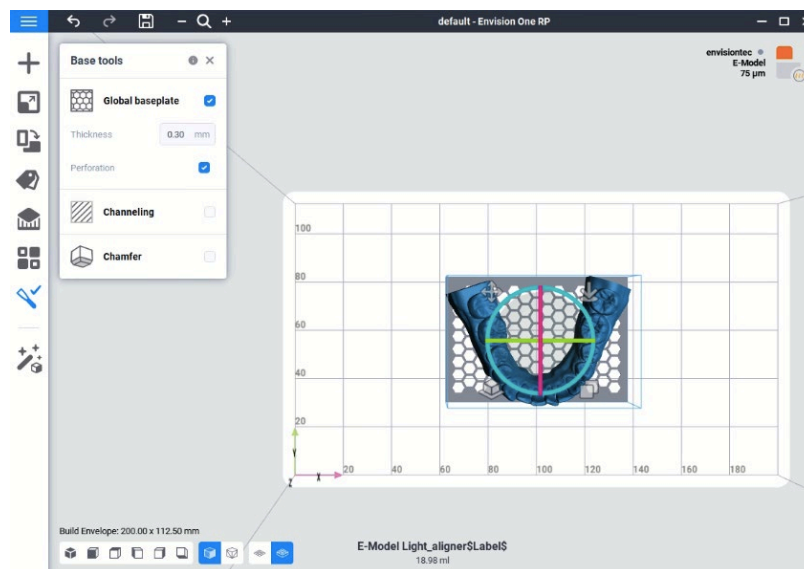 default - Envision One RP
Base tools
envisiontec
E-Model
75 µm
Global baseplate
Thickness 0.30 mm
Perforation
Channeling
Chamfer
100
80
60
40
20
Y
Z X
20 40 60 80 100 120 140 160 180
Build Envelope: 200.00 x 112.50 mm
E-Model Light_aligner$Label$
18.98 ml